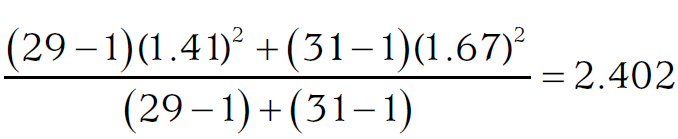 (29 – 1)(1.41)² + (31 – 1)(1.67)²
(29 – 1) + (31 – 1)
= 2.402